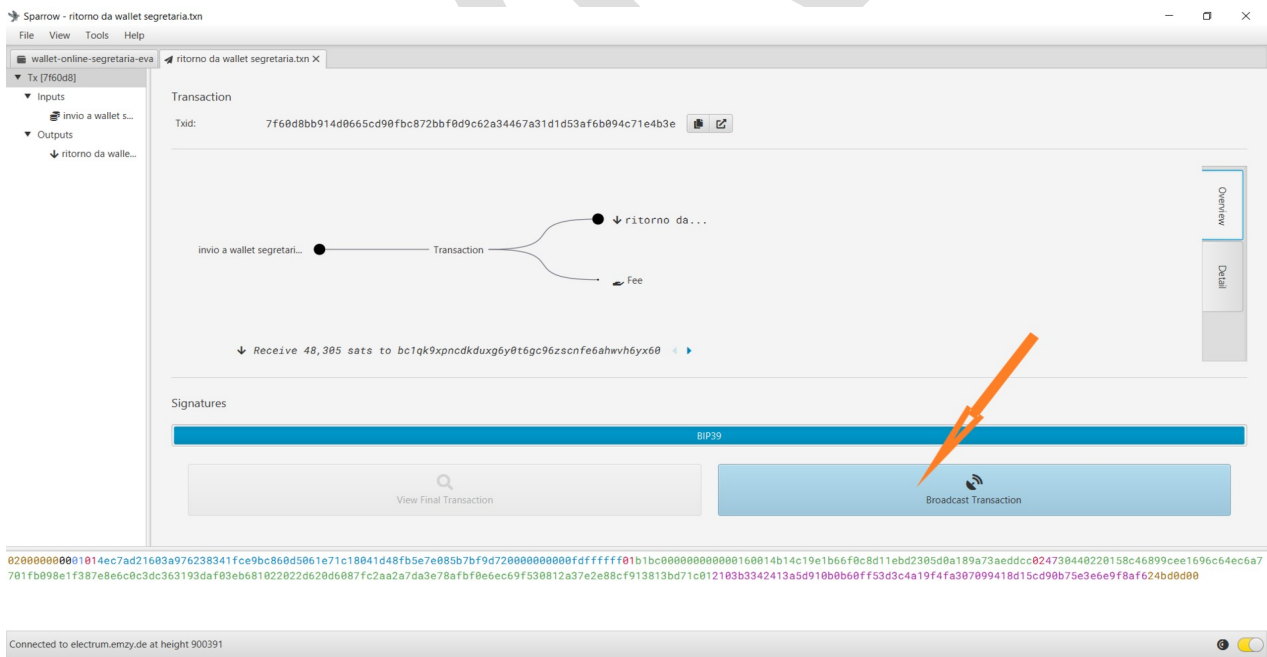 Sparrow - ritorno da wallet segretaria.txn
File View Tools Help
wallet-online-segretaria-eva
ritorno da wallet segretaria.txn
Tx [7f60d8]
Inputs
invio a wallet s...
Outputs
ritorno da walle...
Transaction
Txid: 7f60d8bb914d0665cd90fbc872bbf0d9c62a34467a31d1d53af6b094c71e4b3e
ritorno da...
invio a wallet segretari...
Transaction
Fee
Receive 48,305 sats to bc1qk9xpncdkduxg6y0t6gc96zscnfe6ahwvh6yx60
Overview
Detail
Signatures
BIP39
View Final Transaction
Broadcast Transaction
020000000001014ec7ad21603a976238341fce9bc860d5061e71c18041d48fb5e7e085b7bf9d720000000000fdffffff01b1bc000000000000160014b14c19e1b66f0c8d11ebd2305d0a189a73aeddcc024730440220158c46899cee1696c64ec6a7
701fb098e1f387e8e6c0c3dc363193daf03eb681022022d620d6087fc2aa2a7da3e78afbf0e6ec69f530812a37e2e88cf913813bd71c012103b3342413a5d910b0b60ff53d3c4a19f4fa307099418d15cd90b75e3e6e9f8af624bd0d00
Connected to electrum.emzy.de at height 900391